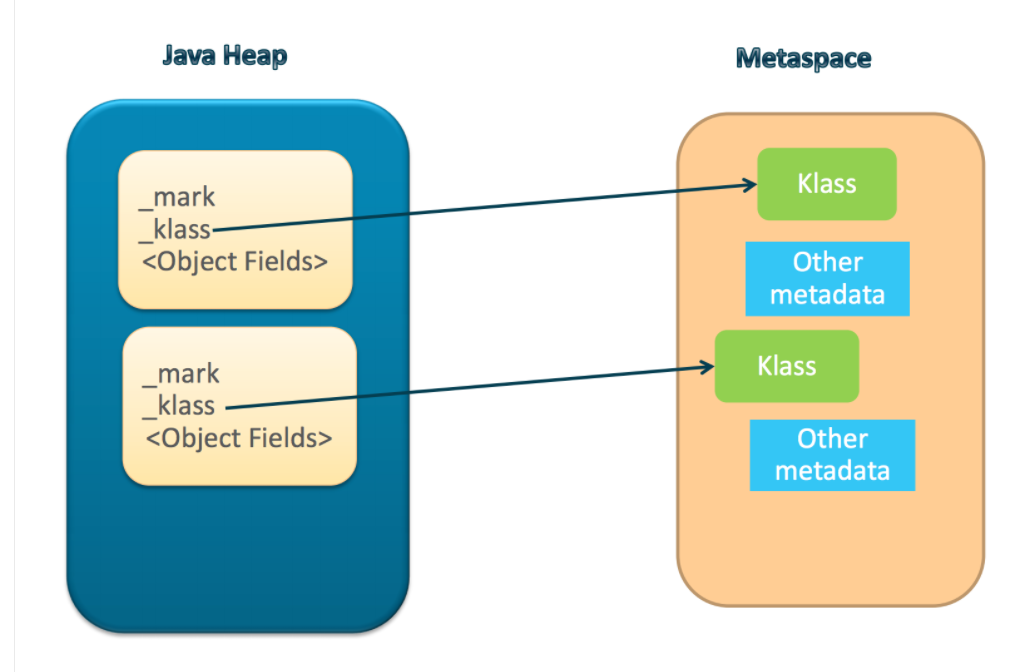 Java Heap
Metaspace
_mark
_klass
<Object Fields>
_mark
_klass
<Object Fields>
Klass
Other
metadata
Klass
Other
metadata